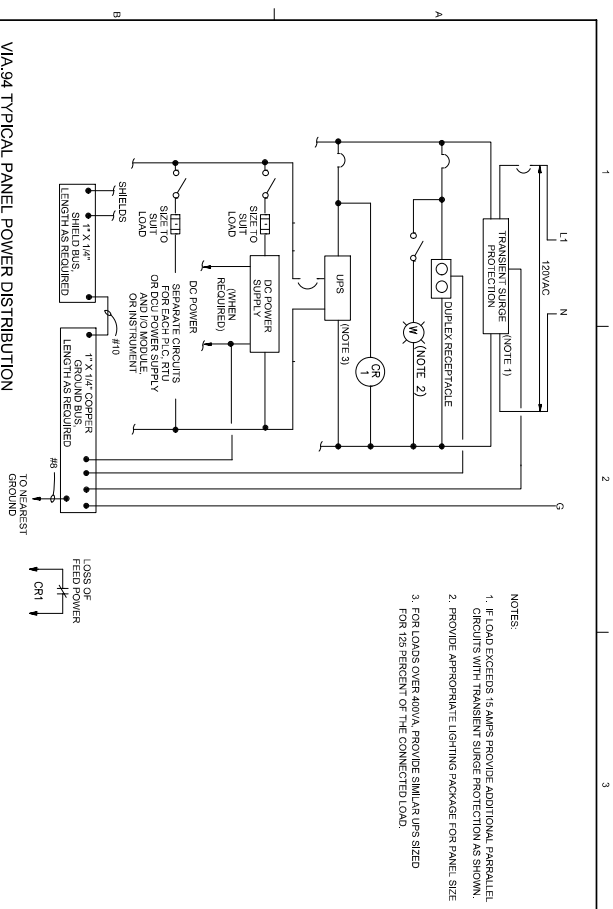 1
2
3
A
B
L1
N
120VAC
G
TRANSIENT SURGE
PROTECTION
(NOTE 1)
DUPLEX RECEPTACLE
W
(NOTE 2)
CR
1
UPS
(NOTE 3)
SIZE TO
SUIT
LOAD
DC POWER
SUPPLY
(WHEN
REQUIRED)
DC POWER
SIZE TO
SUIT
LOAD
SEPARATE CIRCUITS
FOR EACH PLC, RTU
OR DCU POWER SUPPLY
AND I/O MODULE,
OR INSTRUMENT
SHIELDS
1" X 1/4"
SHIELD BUS,
LENGTH AS REQUIRED
#10
1" X 1/4" COPPER
GROUND BUS,
LENGTH AS REQUIRED
#8
TO NEAREST
GROUND
LOSS OF
FEED POWER
CR1
NOTES:
1. IF LOAD EXCEEDS 15 AMPS PROVIDE ADDITIONAL PARRALLEL
CIRCUITS WITH TRANSIENT SURGE PROTECTION AS SHOWN.
2. PROVIDE APPROPRIATE LIGHTING PACKAGE FOR PANEL SIZE
3. FOR LOADS OVER 400VA, PROVIDE SIMILAR UPS SIZED
FOR 125 PERCENT OF THE CONNECTED LOAD.
VIA.94 TYPICAL PANEL POWER DISTRIBUTION